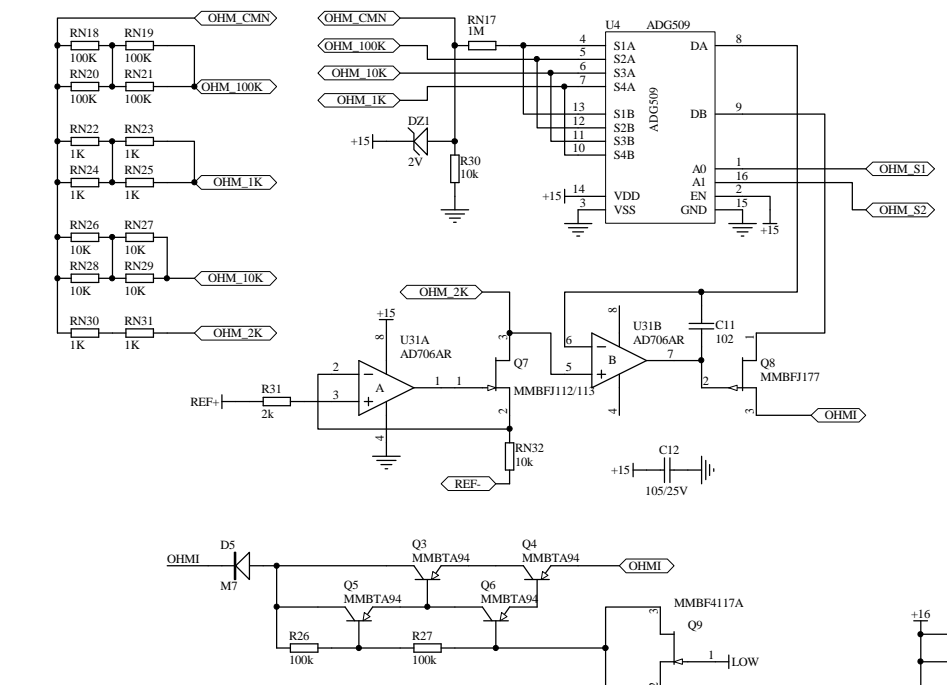 OHM_CMN
RN18
RN19
100K
100K
RN20
RN21
OHM_100K
100K
100K
RN22
RN23
1K
1K
RN24
RN25
OHM_1K
1K
1K
RN26
RN27
10K
10K
RN28
RN29
OHM_10K
10K
10K
RN30
RN31
OHM_2K
1K
1K
OHM_CMN
RN17
1M
OHM_100K
OHM_10K
OHM_1K
DZ1
+15
2V
R30
10k
U4
ADG509
4
S1A
DA
8
5
S2A
6
S3A
7
S4A
ADG509
13
S1B
DB
9
12
S2B
11
S3B
10
S4B
A0
1
OHM_S1
A1
16
+15
14
VDD
EN
2
3
VSS
GND
15
OHM_S2
+15
OHM_2K
+15
8
U31A
AD706AR
2
3
A
1
1
4
REF+
R31
2k
3
Q7
MMBFJ112/113
2
RN32
10k
REF-
8
U31B
AD706AR
6
5
B
7
4
C11
102
1
Q8
MMBFJ177
2
3
OHMI
C12
+15
105/25V
OHMI
D5
M7
Q3
MMBTA94
Q4
MMBTA94
OHMI
Q5
MMBTA94
Q6
MMBTA94
R26
100k
R27
100k
MMBF4117A
3
Q9
1
LOW
+16